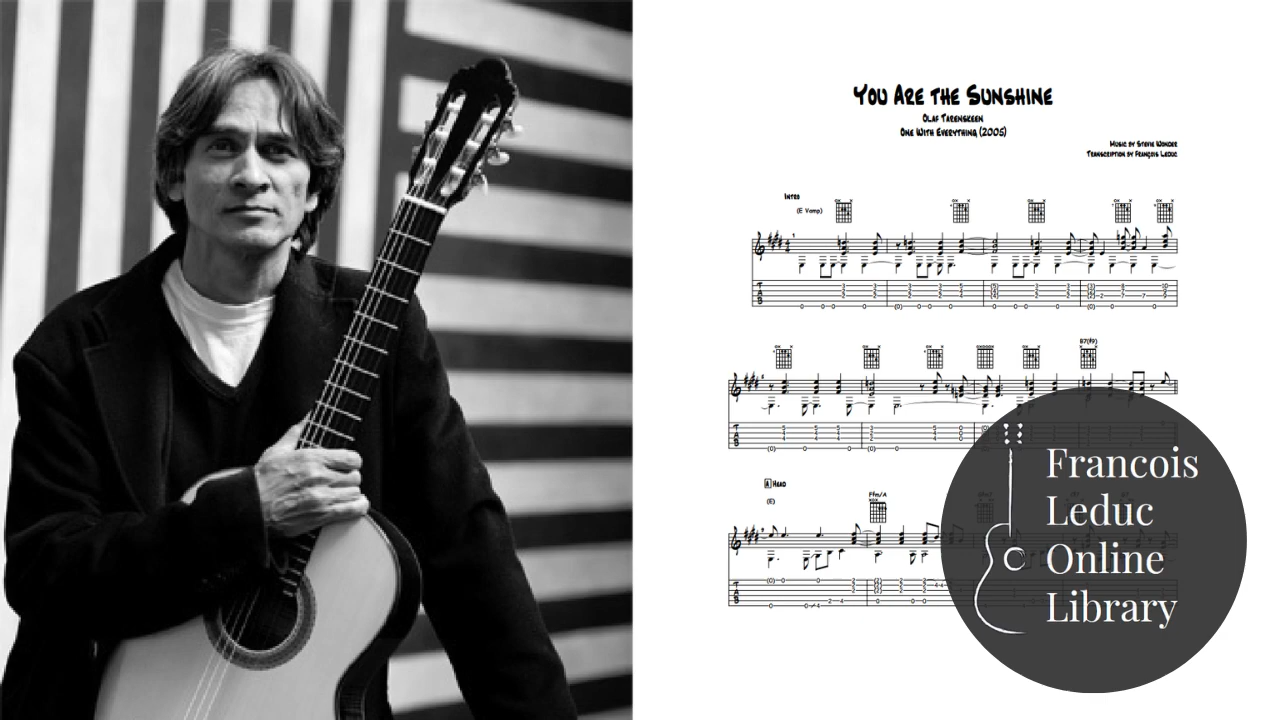 You Are the Sunshine
Olaf Tarenskeen
One With Everything (2005)
Music by Stevie Wonder
Transcription by François Leduc
Intro
(E Vamp)
B7(♭9)
A Head
(E)
F#m/A
Francois
Leduc
Online
Library